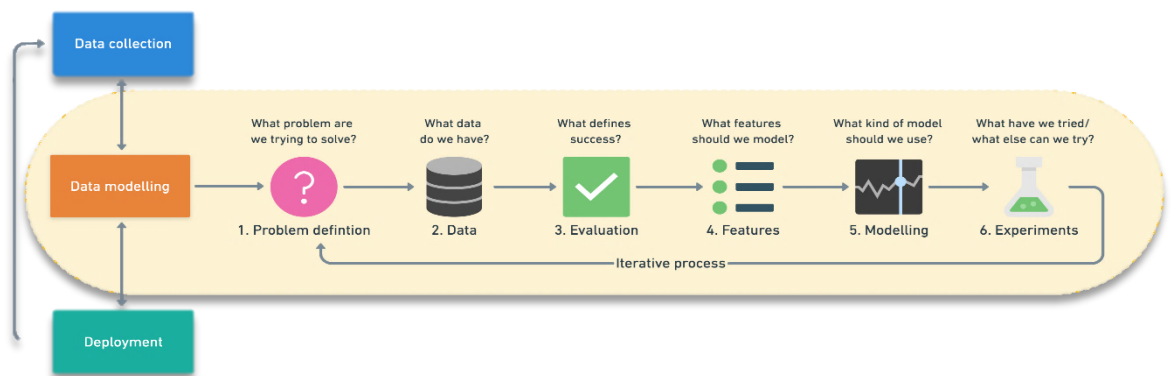 Data collection
What problem are
we trying to solve?
What data
do we have?
What defines
success?
What features
should we model?
What kind of model
should we use?
What have we tried/
what else can we try?
Data modelling
?
1. Problem defintion
2. Data
3. Evaluation
4. Features
5. Modelling
6. Experiments
Iterative process
Deployment